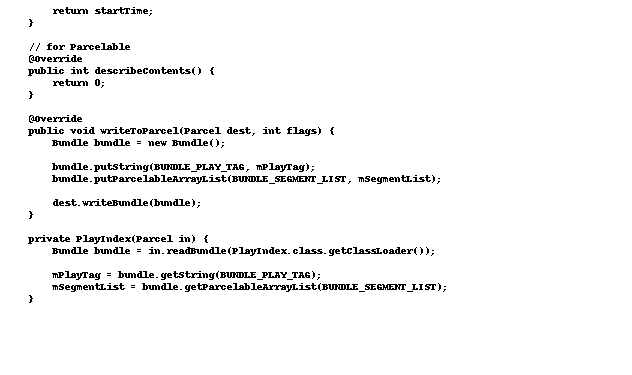 return startTime;
}
// for Parcelable
@Override
public int describeContents() {
return 0;
}
@Override
public void writeToParcel(Parcel dest, int flags) {
Bundle bundle = new Bundle();
bundle.putString(BUNDLE_PLAY_TAG, mPlayTag);
bundle.putParcelableArrayList(BUNDLE_SEGMENT_LIST, mSegmentList);
dest.writeBundle(bundle);
}
private PlayIndex(Parcel in) {
Bundle bundle = in.readBundle(PlayIndex.class.getClassLoader());
mPlayTag = bundle.getString(BUNDLE_PLAY_TAG);
mSegmentList = bundle.getParcelableArrayList(BUNDLE_SEGMENT_LIST);
}